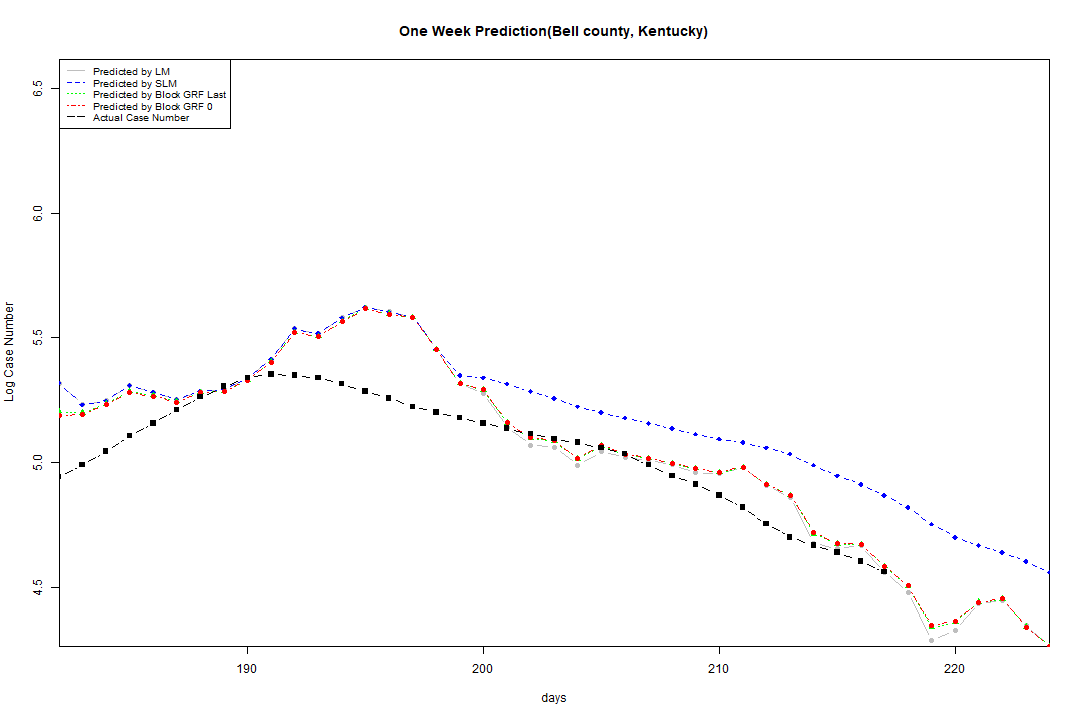 One Week Prediction(Bell county, Kentucky)
Predicted by LM
Predicted by SLM
Predicted by Block GRF Last
Predicted by Block GRF 0
Actual Case Number
Log Case Number
6.5
6.0
5.5
5.0
4.5
190 200 210 220
days